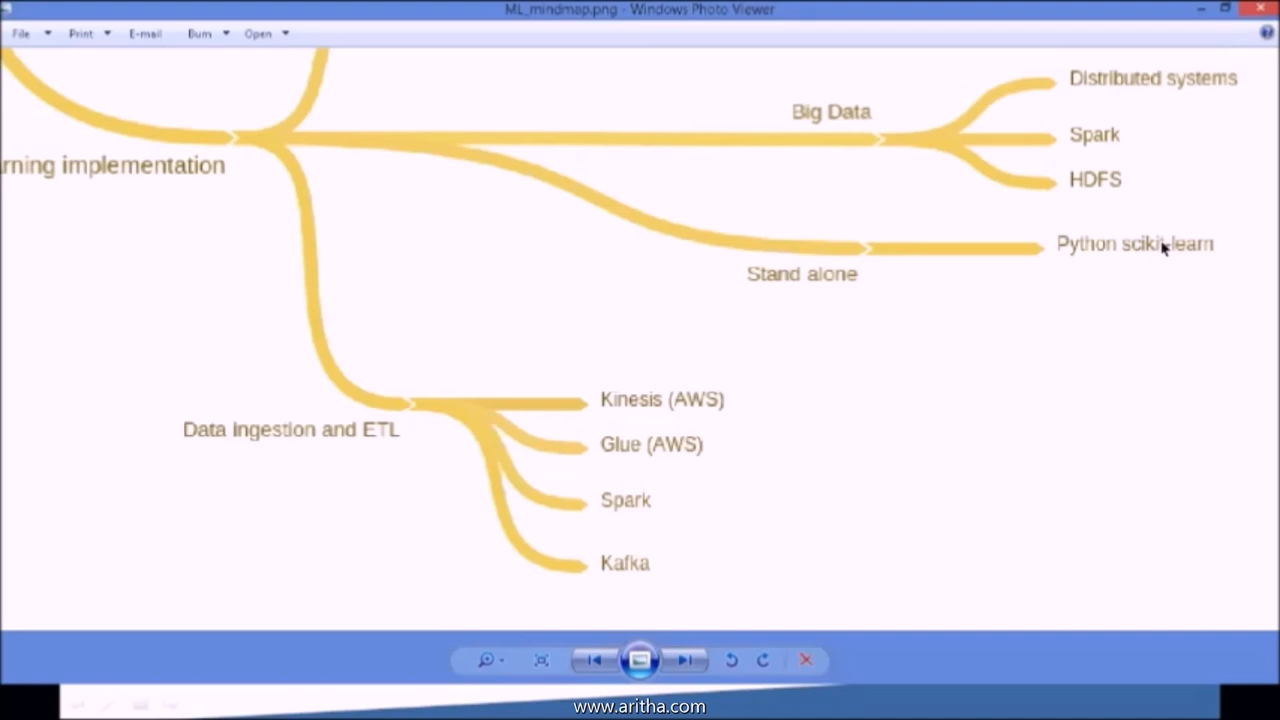 ML_mindmap.png - Windows Photo Viewer
File Print E-mail Burn Open
Distributed systems
Big Data
Spark
rning implementation
HDFS
Python scikit-learn
Stand alone
Kinesis (AWS)
Data ingestion and ETL
Glue (AWS)
Spark
Kafka
www.aritha.com